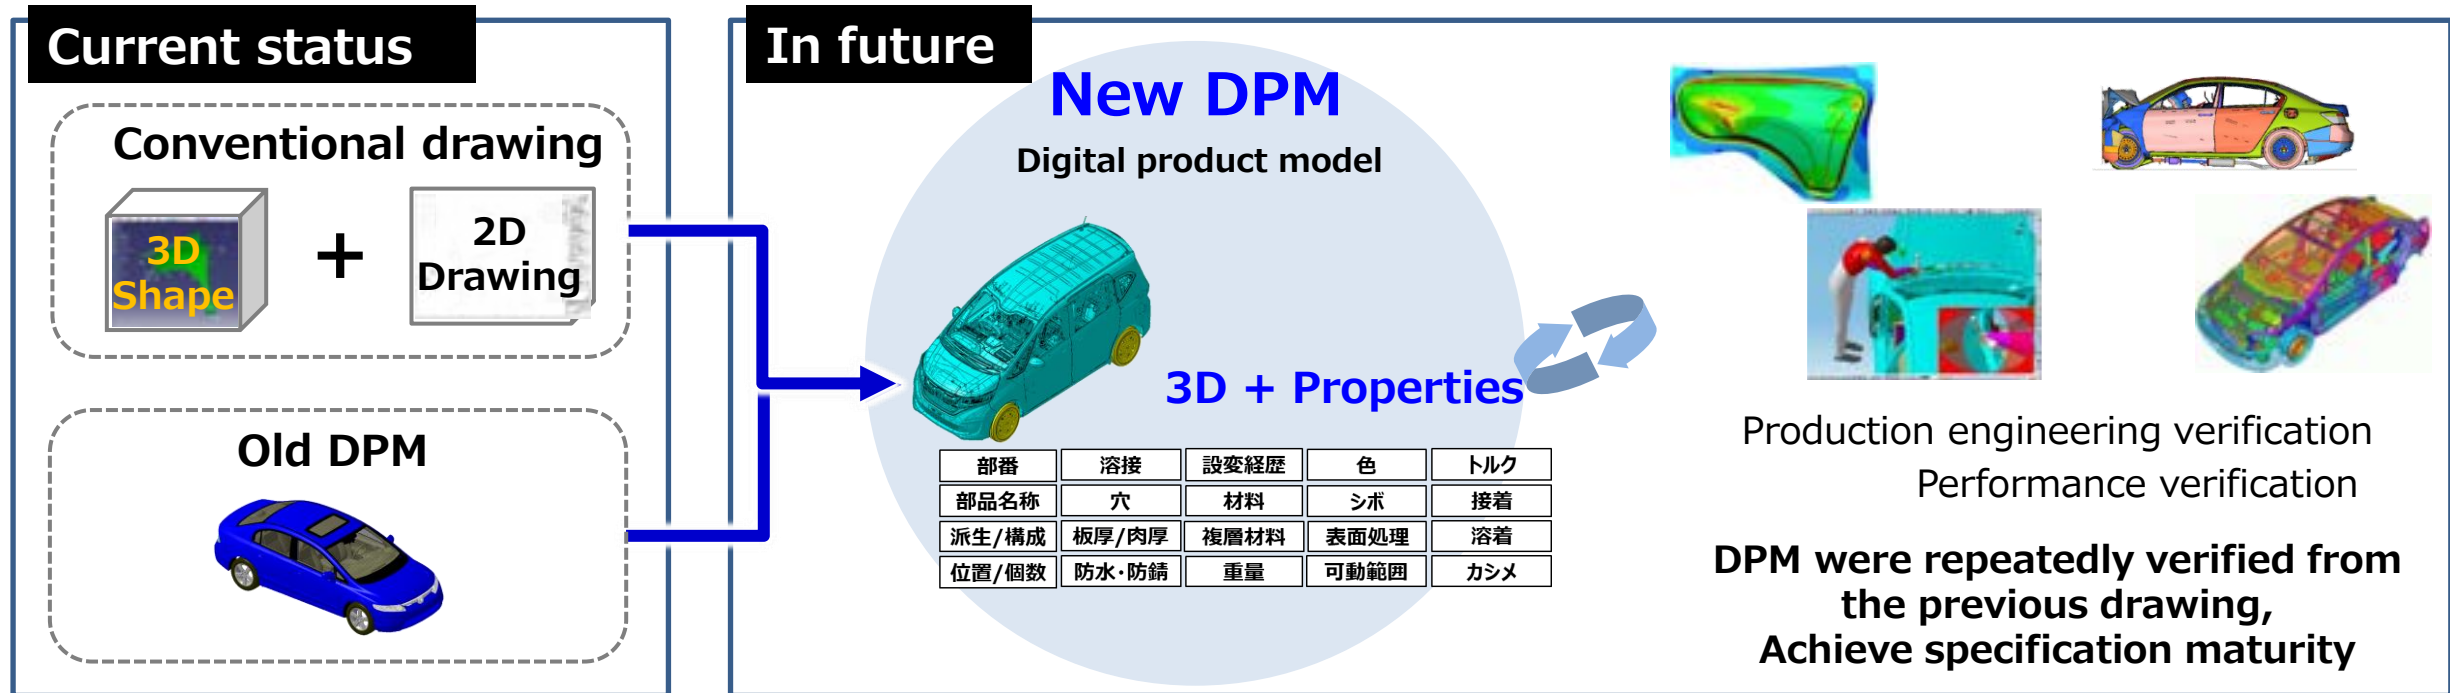 Current status
Conventional drawing
3D
Shape
+
2D
Drawing
Old DPM
In future
New DPM
Digital product model
3D + Properties
部番 溶接 設変経歴 色 トルク
部品名称 穴 材料 シボ 接着
派生/構成 板厚/肉厚 複層材料 表面処理 溶着
位置/個数 防水・防錆 重量 可動範囲 カシメ
Production engineering verification
Performance verification
DPM were repeatedly verified from
the previous drawing,
Achieve specification maturity